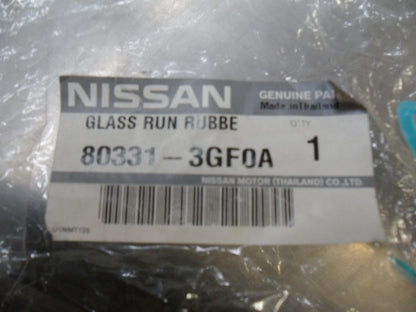 NISSAN
GENUINE PA
Made in Thailand
GLASS RUN RUBBE
Q'TY
80331-3GF0A
1
NISSAN MOTOR (THAILAND) CO.,LTD.